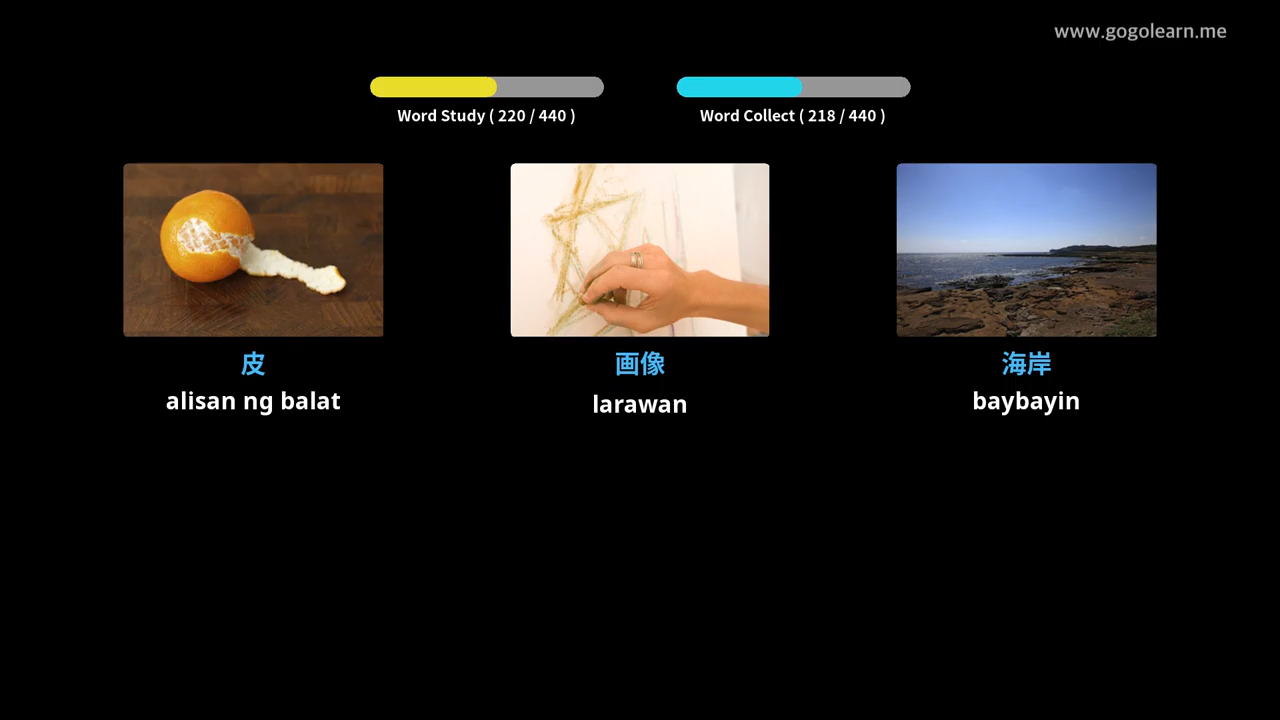 www.gogolearn.me
Word Study ( 220 / 440 )
Word Collect ( 218 / 440 )
皮
alisan ng balat
画像
larawan
海岸
baybayin